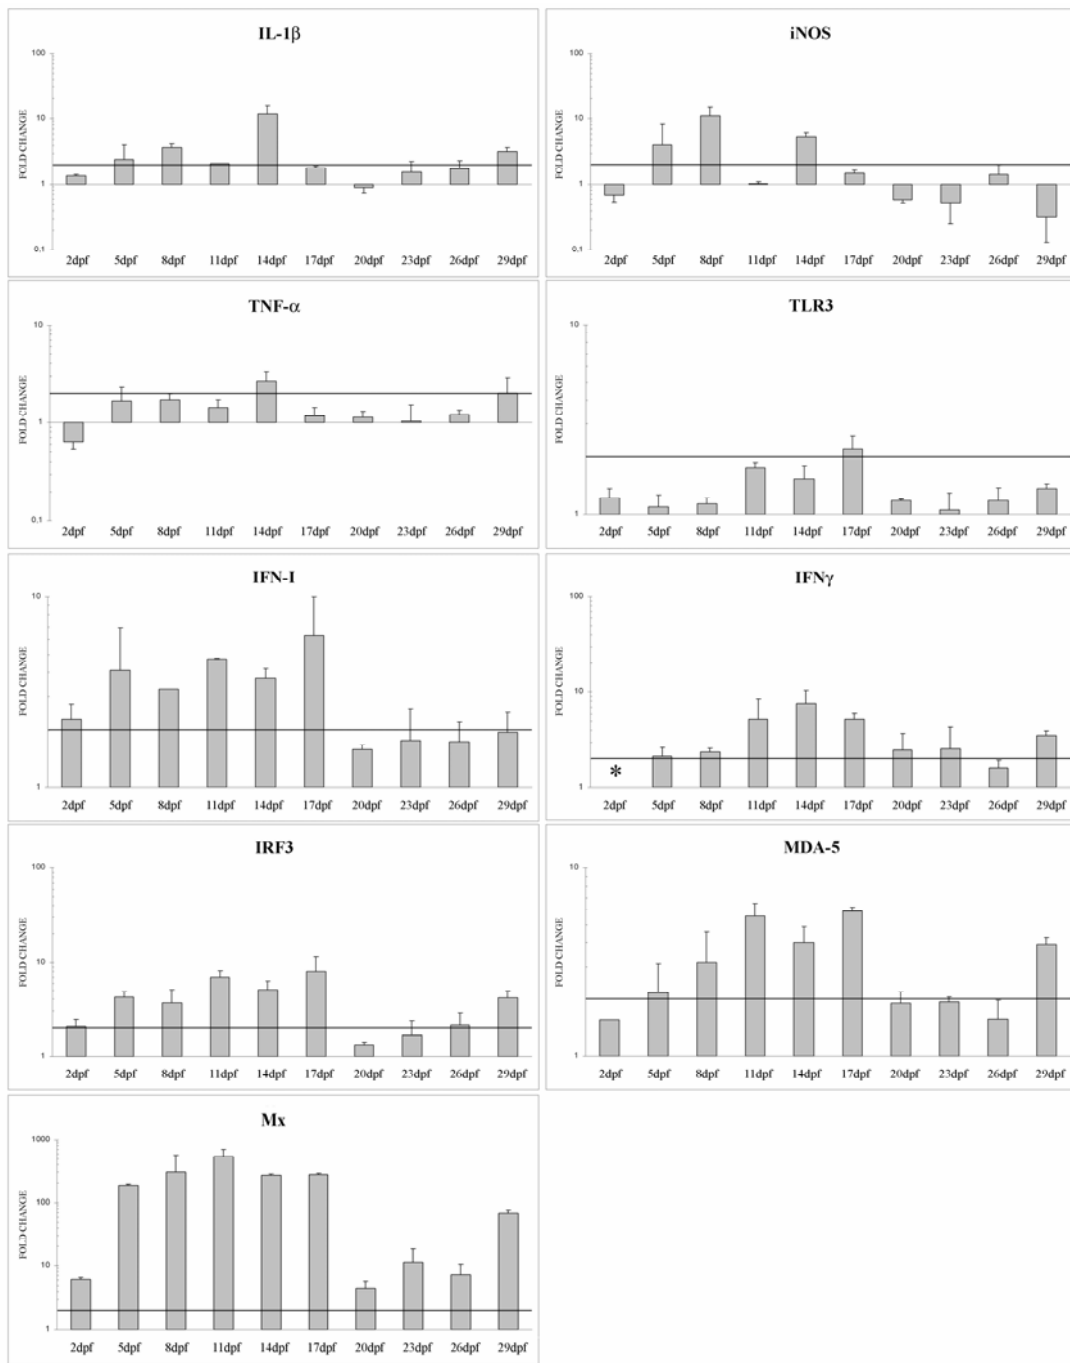 IL-1β
FOLD CHANGE
100
10
1
0,1
2dpf 5dpf 8dpf 11dpf 14dpf 17dpf 20dpf 23dpf 26dpf 29dpf
iNOS
FOLD CHANGE
100
10
1
0,1
2dpf 5dpf 8dpf 11dpf 14dpf 17dpf 20dpf 23dpf 26dpf 29dpf
TNF-α
FOLD CHANGE
10
1
0,1
2dpf 5dpf 8dpf 11dpf 14dpf 17dpf 20dpf 23dpf 26dpf 29dpf
TLR3
FOLD CHANGE
10
1
2dpf 5dpf 8dpf 11dpf 14dpf 17dpf 20dpf 23dpf 26dpf 29dpf
IFN-I
FOLD CHANGE
10
1
2dpf 5dpf 8dpf 11dpf 14dpf 17dpf 20dpf 23dpf 26dpf 29dpf
IFNγ
FOLD CHANGE
100
10
1
*
2dpf 5dpf 8dpf 11dpf 14dpf 17dpf 20dpf 23dpf 26dpf 29dpf
IRF3
FOLD CHANGE
100
10
1
2dpf 5dpf 8dpf 11dpf 14dpf 17dpf 20dpf 23dpf 26dpf 29dpf
MDA-5
FOLD CHANGE
10
1
2dpf 5dpf 8dpf 11dpf 14dpf 17dpf 20dpf 23dpf 26dpf 29dpf
Mx
FOLD CHANGE
1000
100
10
1
2dpf 5dpf 8dpf 11dpf 14dpf 17dpf 20dpf 23dpf 26dpf 29dpf